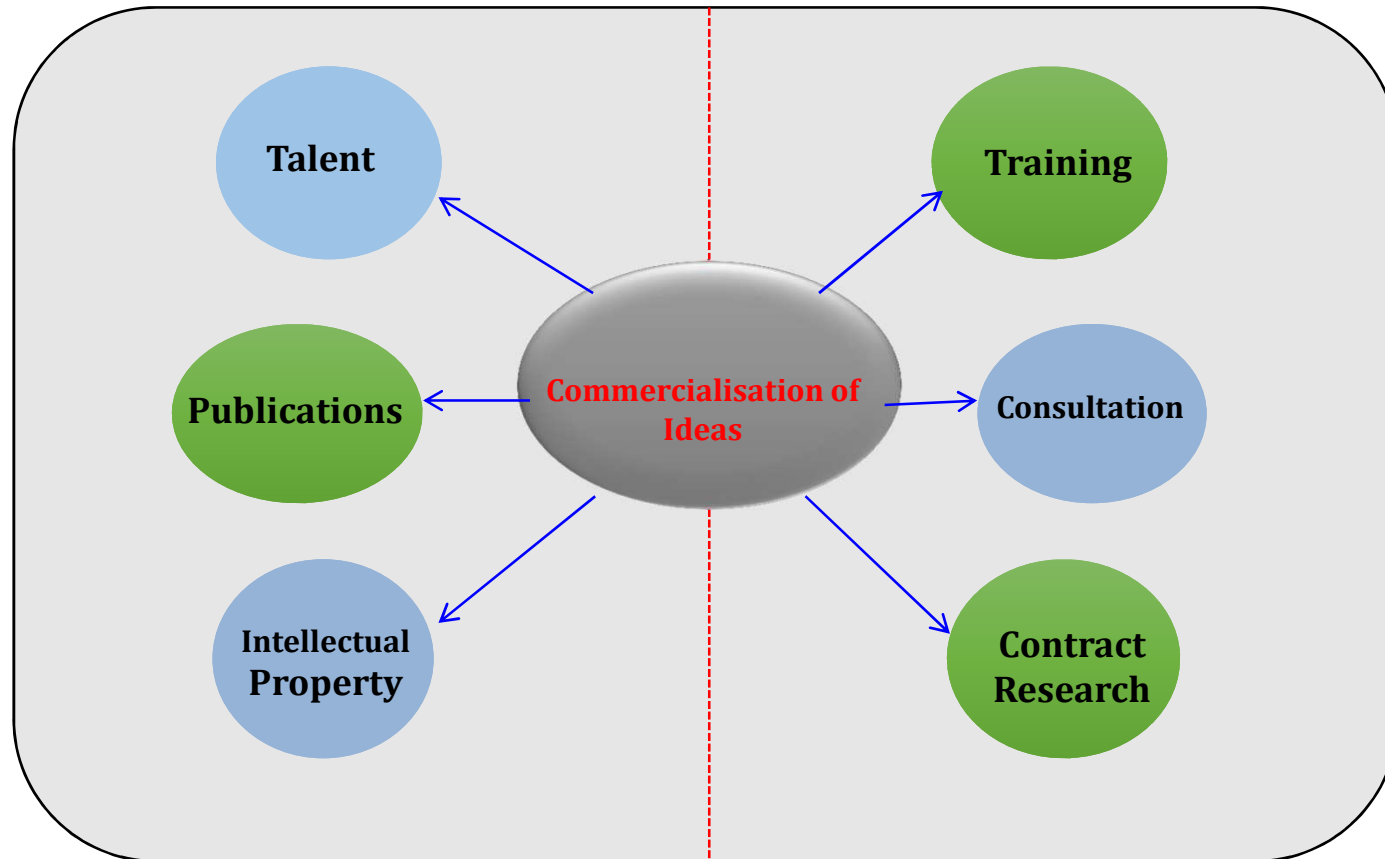 Talent
Training
Commercialisation of
Ideas
Publications
Consultation
Intellectual
Property
Contract
Research